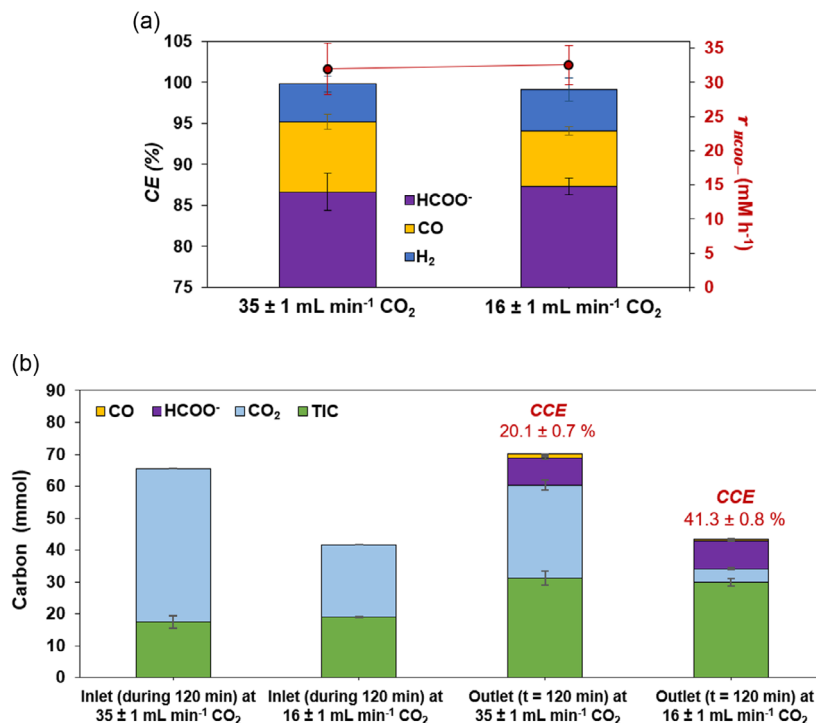 (a)
105
100
95
90
85
80
75
CE (%)
35
30
25
20
15
10
5
0
r HCOO– (mM h-1)
HCOO-
CO
H2
35 ± 1 mL min-1 CO2
16 ± 1 mL min-1 CO2
(b)
90
80
70
60
50
40
30
20
10
0
Carbon (mmol)
CO HCOO- CO2 TIC
CCE
20.1 ± 0.7 %
CCE
41.3 ± 0.8 %
Inlet (during 120 min) at
35 ± 1 mL min-1 CO2
Inlet (during 120 min) at
16 ± 1 mL min-1 CO2
Outlet (t = 120 min) at
35 ± 1 mL min-1 CO2
Outlet (t = 120 min) at
16 ± 1 mL min-1 CO2